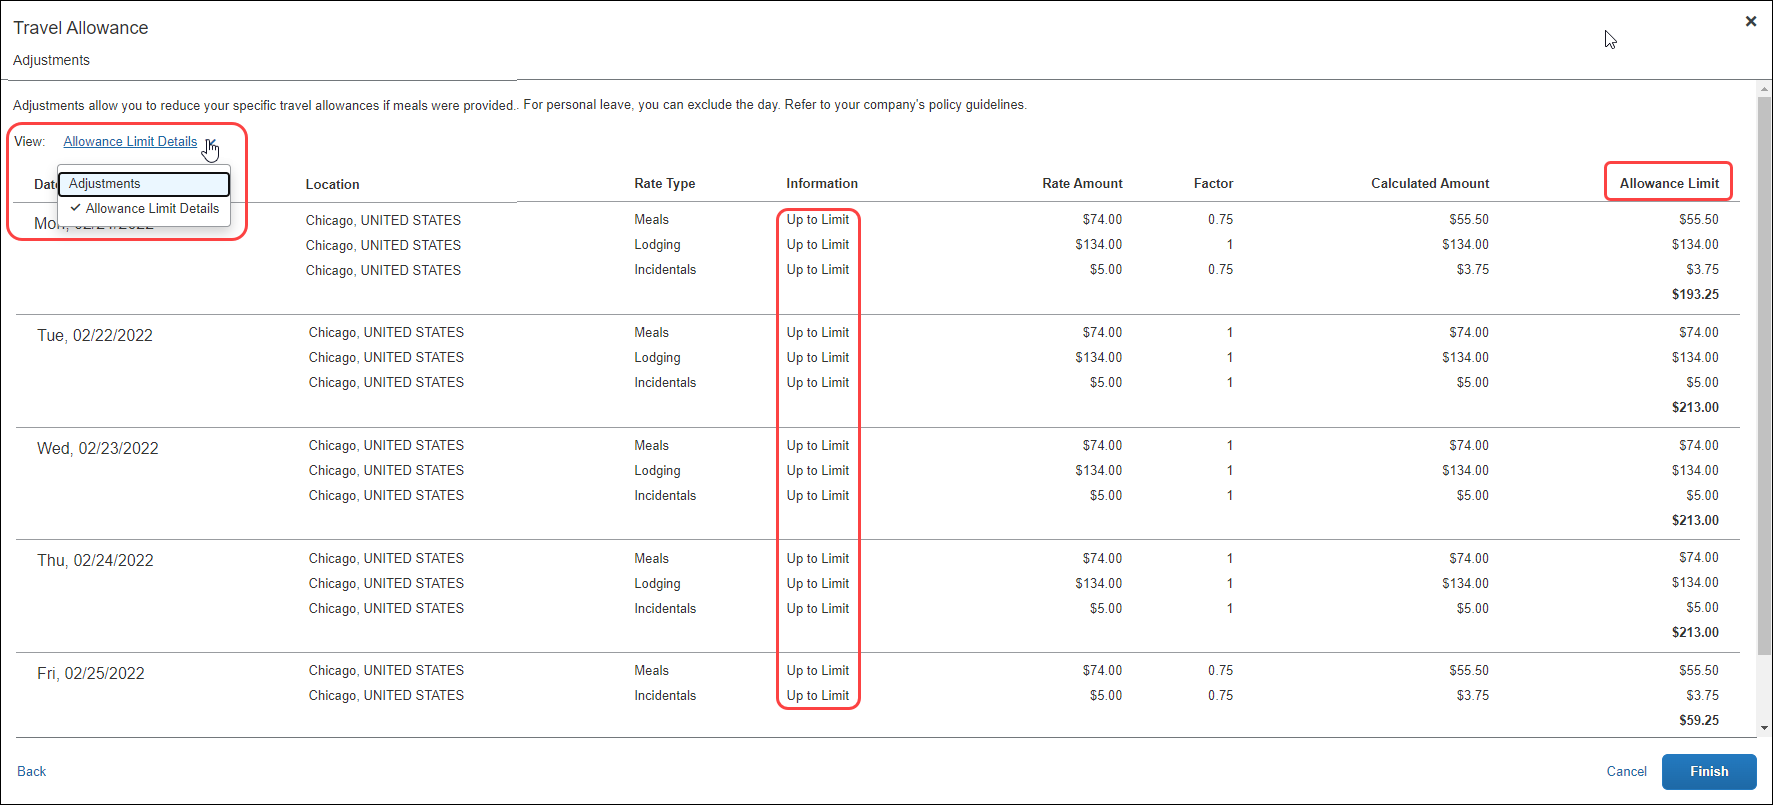 Travel Allowance
Adjustments
Adjustments allow you to reduce your specific travel allowances if meals were provided.. For personal leave, you can exclude the day. Refer to your company's policy guidelines.
View: Allowance Limit Details
Adjustments
Allowance Limit Details
Location Rate Type Information Rate Amount Factor Calculated Amount Allowance Limit
Chicago, UNITED STATES Meals Up to Limit $74.00 0.75 $55.50 $55.50
Chicago, UNITED STATES Lodging Up to Limit $134.00 1 $134.00 $134.00
Chicago, UNITED STATES Incidentals Up to Limit $5.00 0.75 $3.75 $3.75
$193.25
Tue, 02/22/2022 Chicago, UNITED STATES Meals Up to Limit $74.00 1 $74.00 $74.00
Chicago, UNITED STATES Lodging Up to Limit $134.00 1 $134.00 $134.00
Chicago, UNITED STATES Incidentals Up to Limit $5.00 1 $5.00 $5.00
$213.00
Wed, 02/23/2022 Chicago, UNITED STATES Meals Up to Limit $74.00 1 $74.00 $74.00
Chicago, UNITED STATES Lodging Up to Limit $134.00 1 $134.00 $134.00
Chicago, UNITED STATES Incidentals Up to Limit $5.00 1 $5.00 $5.00
$213.00
Thu, 02/24/2022 Chicago, UNITED STATES Meals Up to Limit $74.00 1 $74.00 $74.00
Chicago, UNITED STATES Lodging Up to Limit $134.00 1 $134.00 $134.00
Chicago, UNITED STATES Incidentals Up to Limit $5.00 1 $5.00 $5.00
$213.00
Fri, 02/25/2022 Chicago, UNITED STATES Meals Up to Limit $74.00 0.75 $55.50 $55.50
Chicago, UNITED STATES Incidentals Up to Limit $5.00 0.75 $3.75 $3.75
$59.25
Back Cancel Finish